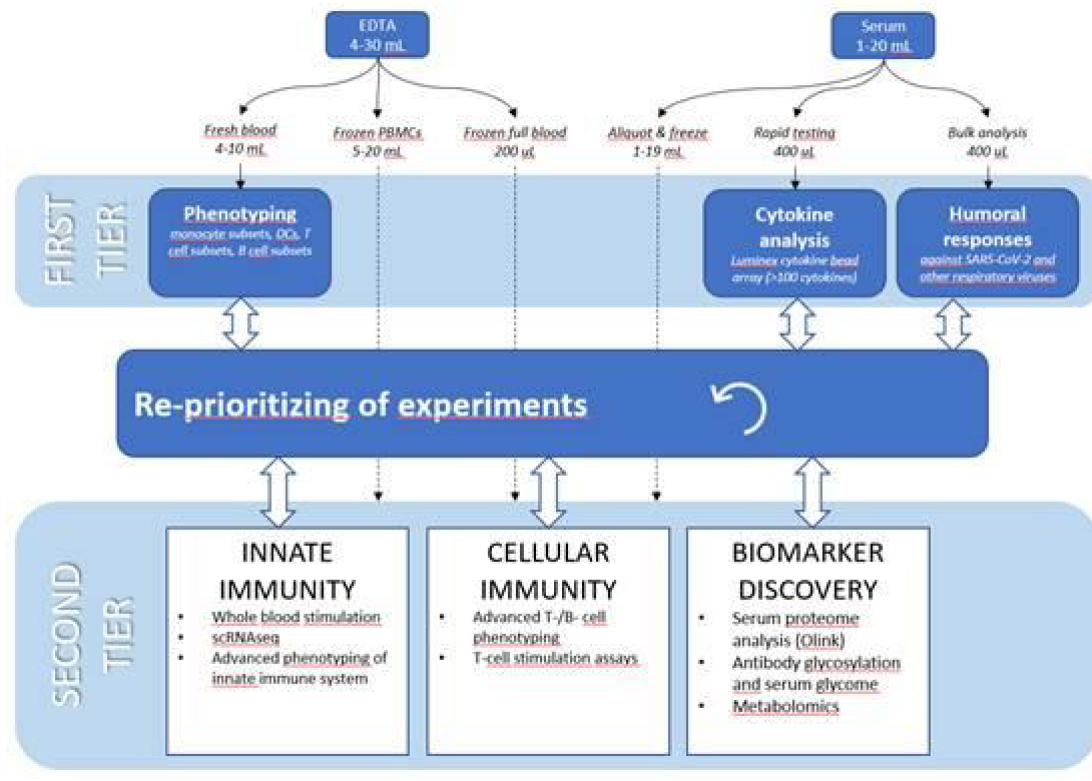 EDTA
4-30 mL
Serum
1-20 mL
Fresh blood
4-10 mL
Frozen PBMCs
5-20 mL
Frozen full blood
200 uL
Aliquot & freeze
1-19 mL
Rapid testing
400 uL
Bulk analysis
400 uL
FIRST
TIER
Phenotyping
monocyte subsets, DCs, T
cell subsets, B cell subsets
Cytokine
analysis
Luminex cytokine bead
array (>100 cytokines)
Humoral
responses
against SARS-CoV-2 and
other respiratory viruses
Re-prioritizing of experiments
SECOND
TIER
INNATE
IMMUNITY
• Whole blood stimulation
• scRNAseq
• Advanced phenotyping of
innate immune system
CELLULAR
IMMUNITY
• Advanced T-/B- cell
phenotyping
• T-cell stimulation assays
BIOMARKER
DISCOVERY
• Serum proteome
analysis (Olink)
• Antibody glycosylation
and serum glycome
• Metabolomics